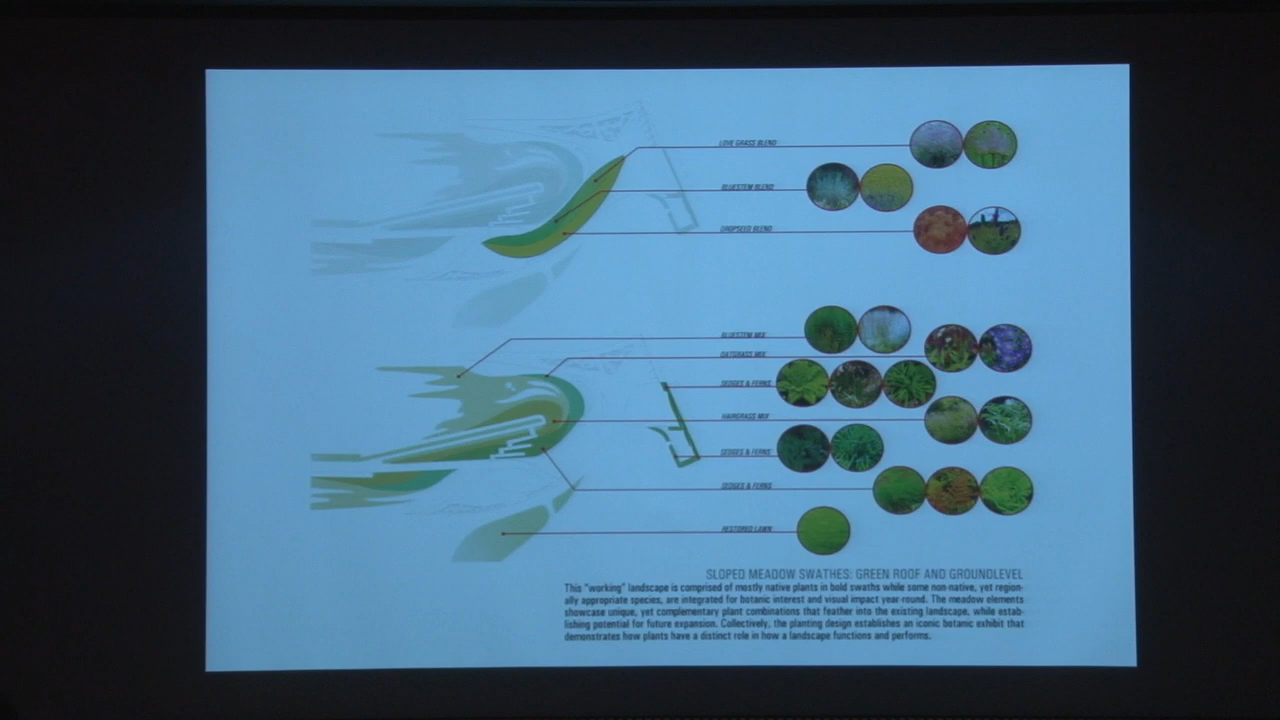 LOVE GRASS BLEND
BLUESTEM BLEND
DROPSEED BLEND
BLUESTEM MIX
OATGRASS MIX
SEDGES & FERNS
HAIRGRASS MIX
SEDGES & FERNS
SEDGES & FERNS
RESTORED LAWN
SLOPED MEADOW SWATHES: GREEN ROOF AND GROUNDLEVEL
This "working" landscape is comprised of mostly native plants in bold swaths while some non-native, yet region-
ally appropriate species, are integrated for botanic interest and visual impact year-round. The meadow elements
showcase unique, yet complementary plant combinations that feather into the existing landscape, while estab-
lishing potential for future expansion. Collectively, the planting design establishes an iconic botanic exhibit that
demonstrates how plants have a distinct role in how a landscape functions and performs.